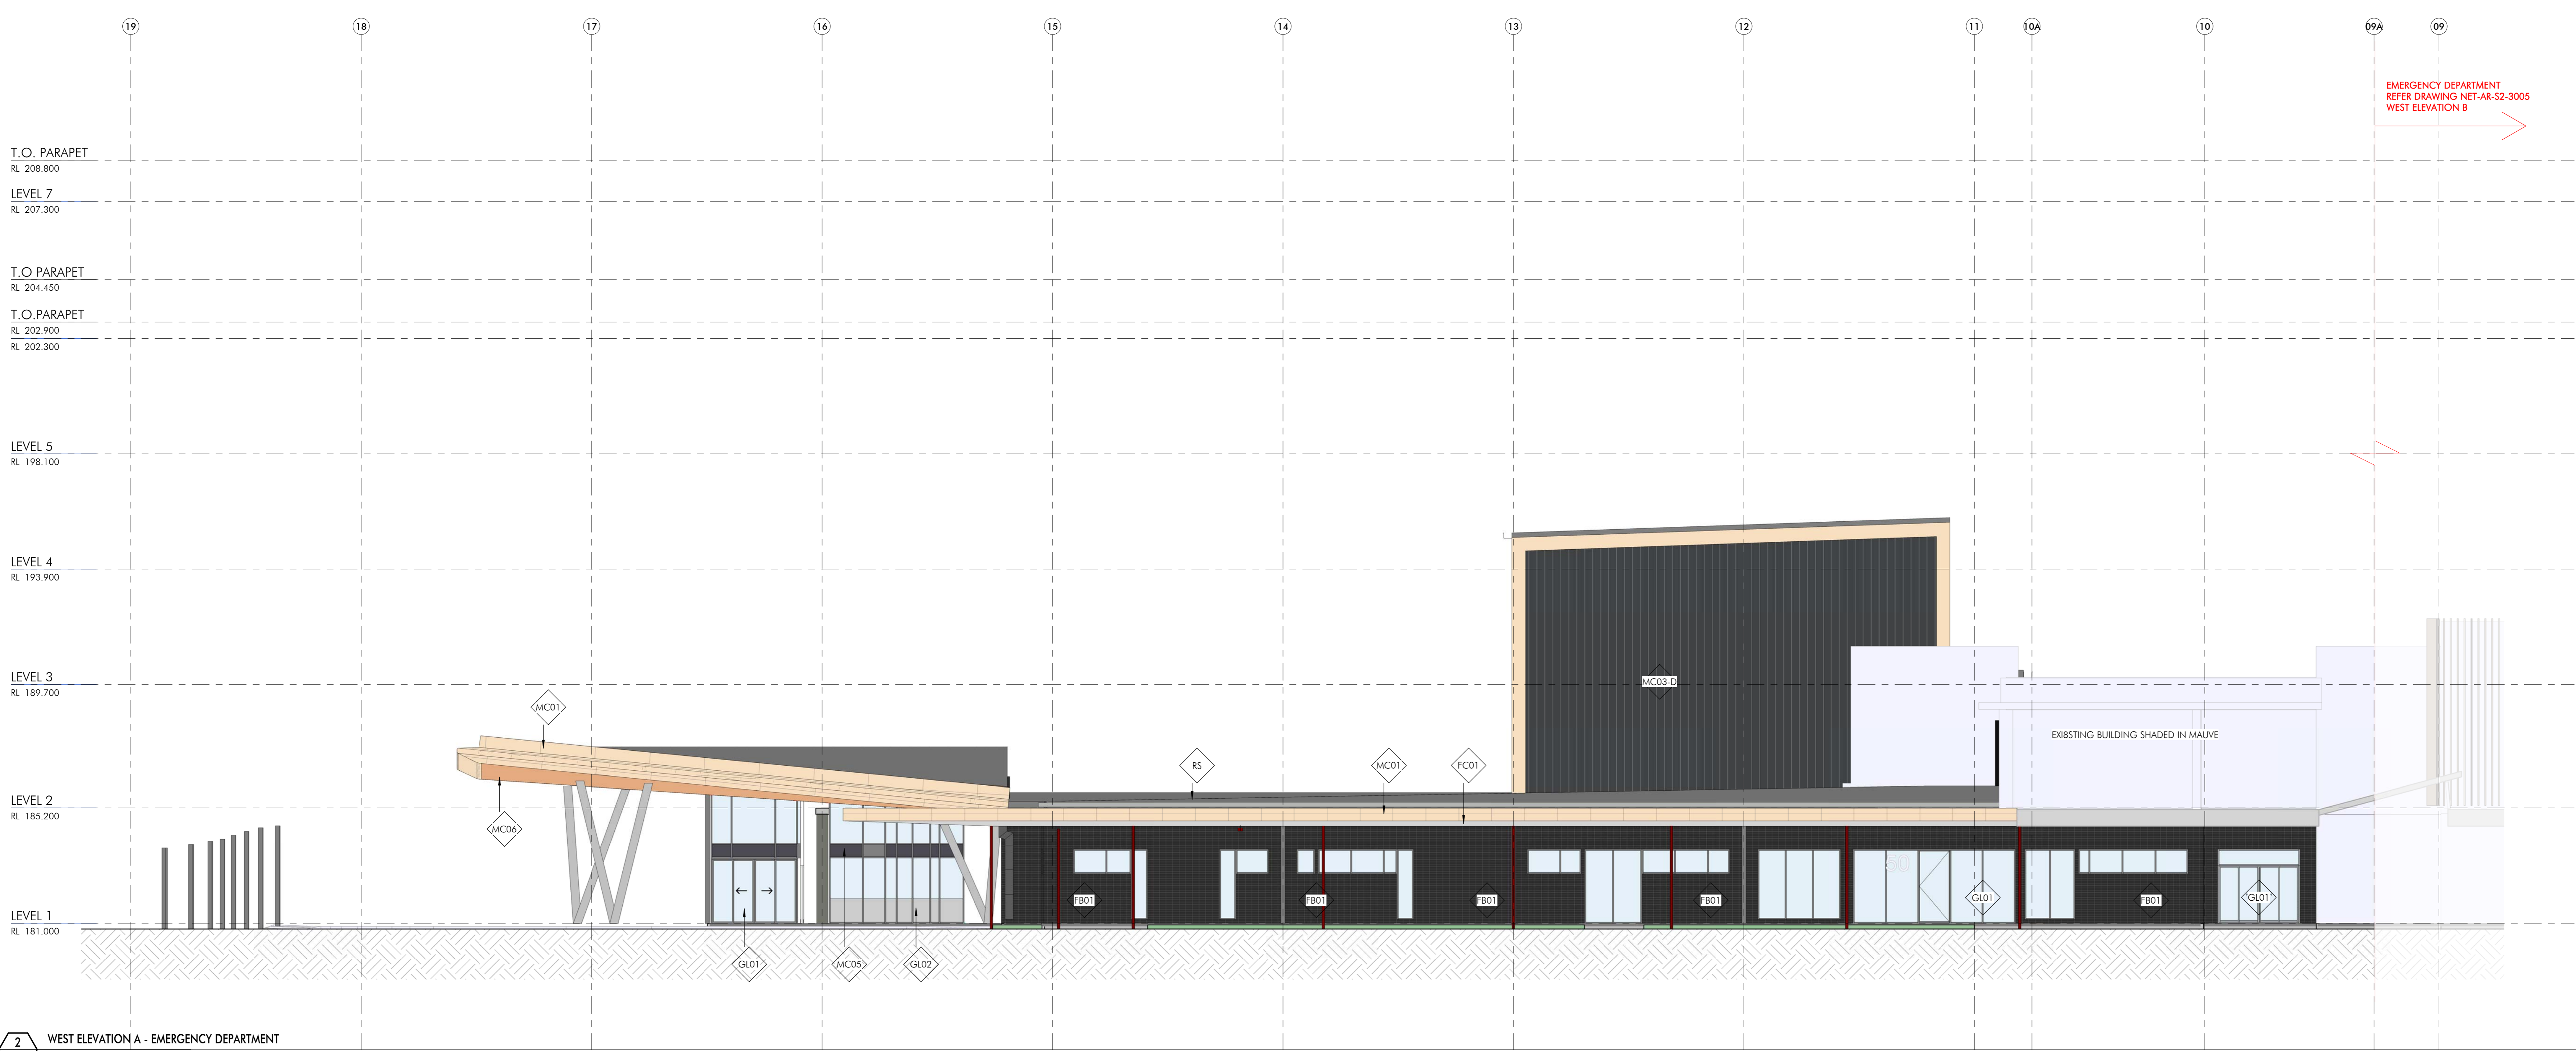 19
18
17
16
15
14
13
12
11
10A
10
09A
09
EMERGENCY DEPARTMENT
REFER DRAWING NET-AR-S2-3005
WEST ELEVATION B
T.O. PARAPET
RL 208.800
LEVEL 7
RL 207.300
T.O PARAPET
RL 204.450
T.O.PARAPET
RL 202.900
RL 202.300
LEVEL 5
RL 198.100
LEVEL 4
RL 193.900
LEVEL 3
RL 189.700
MC03-D
MC01
EXI8STING BUILDING SHADED IN MAUVE
RS
MC01
FC01
LEVEL 2
RL 185.200
MC06
50
FB01
FB01
FB01
FB01
GL01
FB01
GL01
LEVEL 1
RL 181.000
GL01
MC05
GL02
2
WEST ELEVATION A - EMERGENCY DEPARTMENT